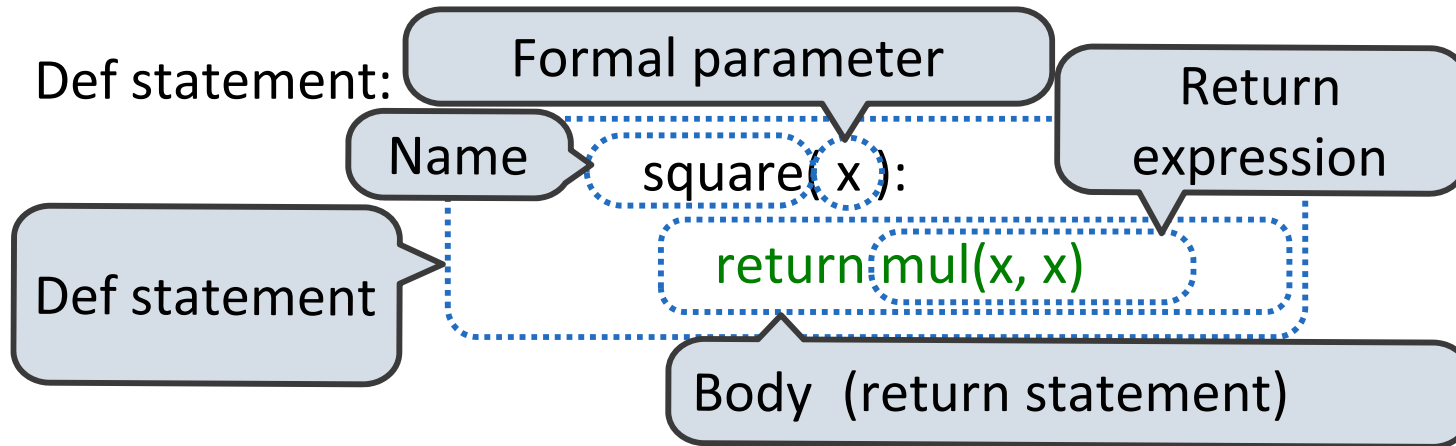 Def statement:
Formal parameter
Return
expression
Name
square( x ):
Def statement
return mul(x, x)
Body (return statement)